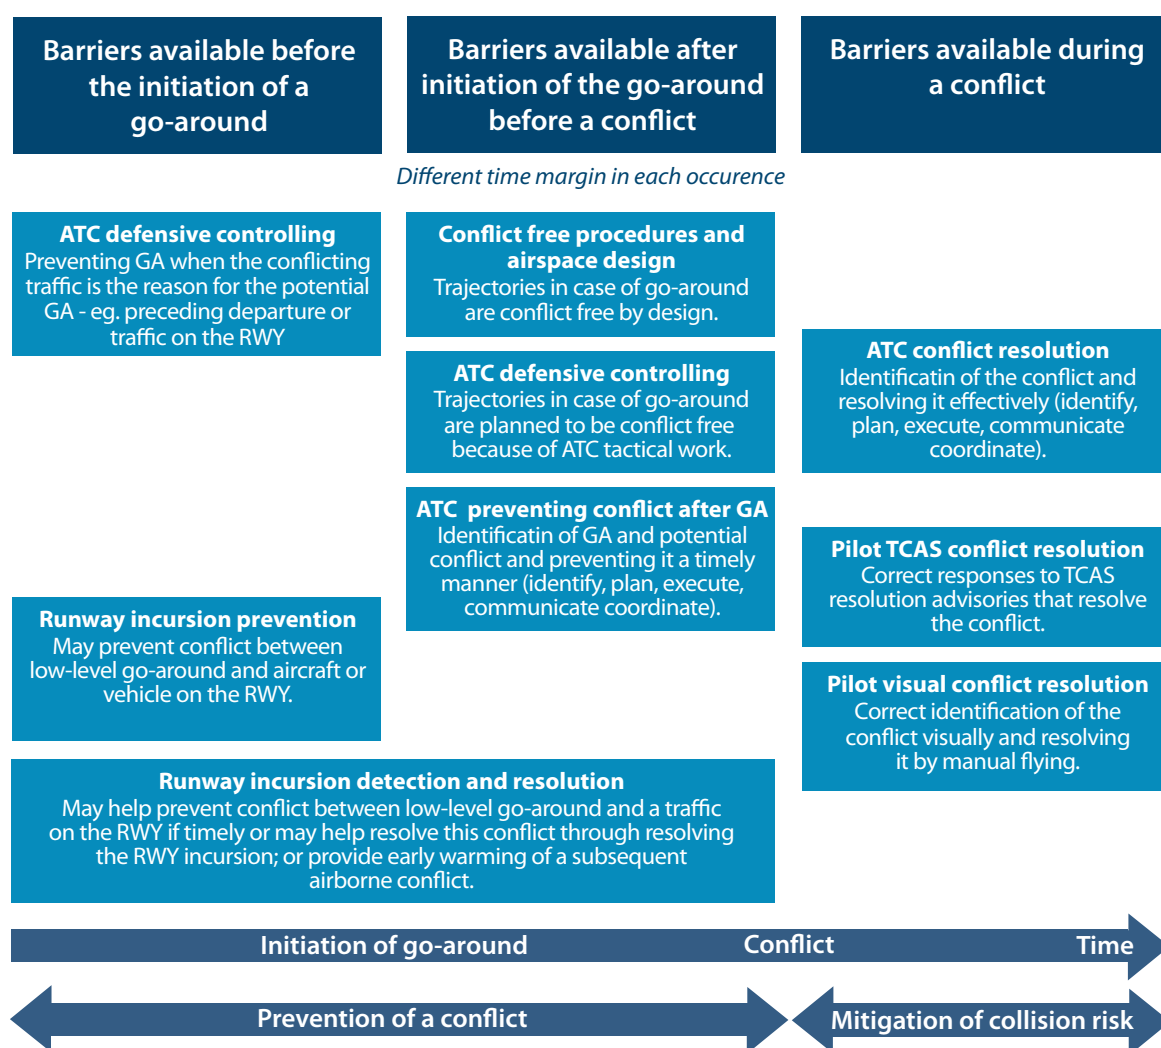 Barriers available before
the initiation of a
go-around
Barriers available after
initiation of the go-around
before a conflict
Barriers available during
a conflict
Different time margin in each occurence
ATC defensive controlling
Preventing GA when the conflicting
traffic is the reason for the potential
GA - eg. preceding departure or
traffic on the RWY
Runway incursion prevention
May prevent conflict between
low-level go-around and aircraft or
vehicle on the RWY.
Conflict free procedures and
airspace design
Trajectories in case of go-around
are conflict free by design.
ATC defensive controlling
Trajectories in case of go-around
are planned to be conflict free
because of ATC tactical work.
ATC preventing conflict after GA
Identificatin of GA and potential
conflict and preventing it a timely
manner (identify, plan, execute,
communicate coordinate).
Runway incursion detection and resolution
May help prevent conflict between low-level go-around and a traffic
on the RWY if timely or may help resolve this conflict through resolving
the RWY incursion; or provide early warming of a subsequent
airborne conflict.
ATC conflict resolution
Identificatin of the conflict and
resolving it effectively (identify,
plan, execute, communicate
coordinate).
Pilot TCAS conflict resolution
Correct responses to TCAS
resolution advisories that resolve
the conflict.
Pilot visual conflict resolution
Correct identification of the
conflict visually and resolving
it by manual flying.
Initiation of go-around
Conflict
Time
Prevention of a conflict
Mitigation of collision risk